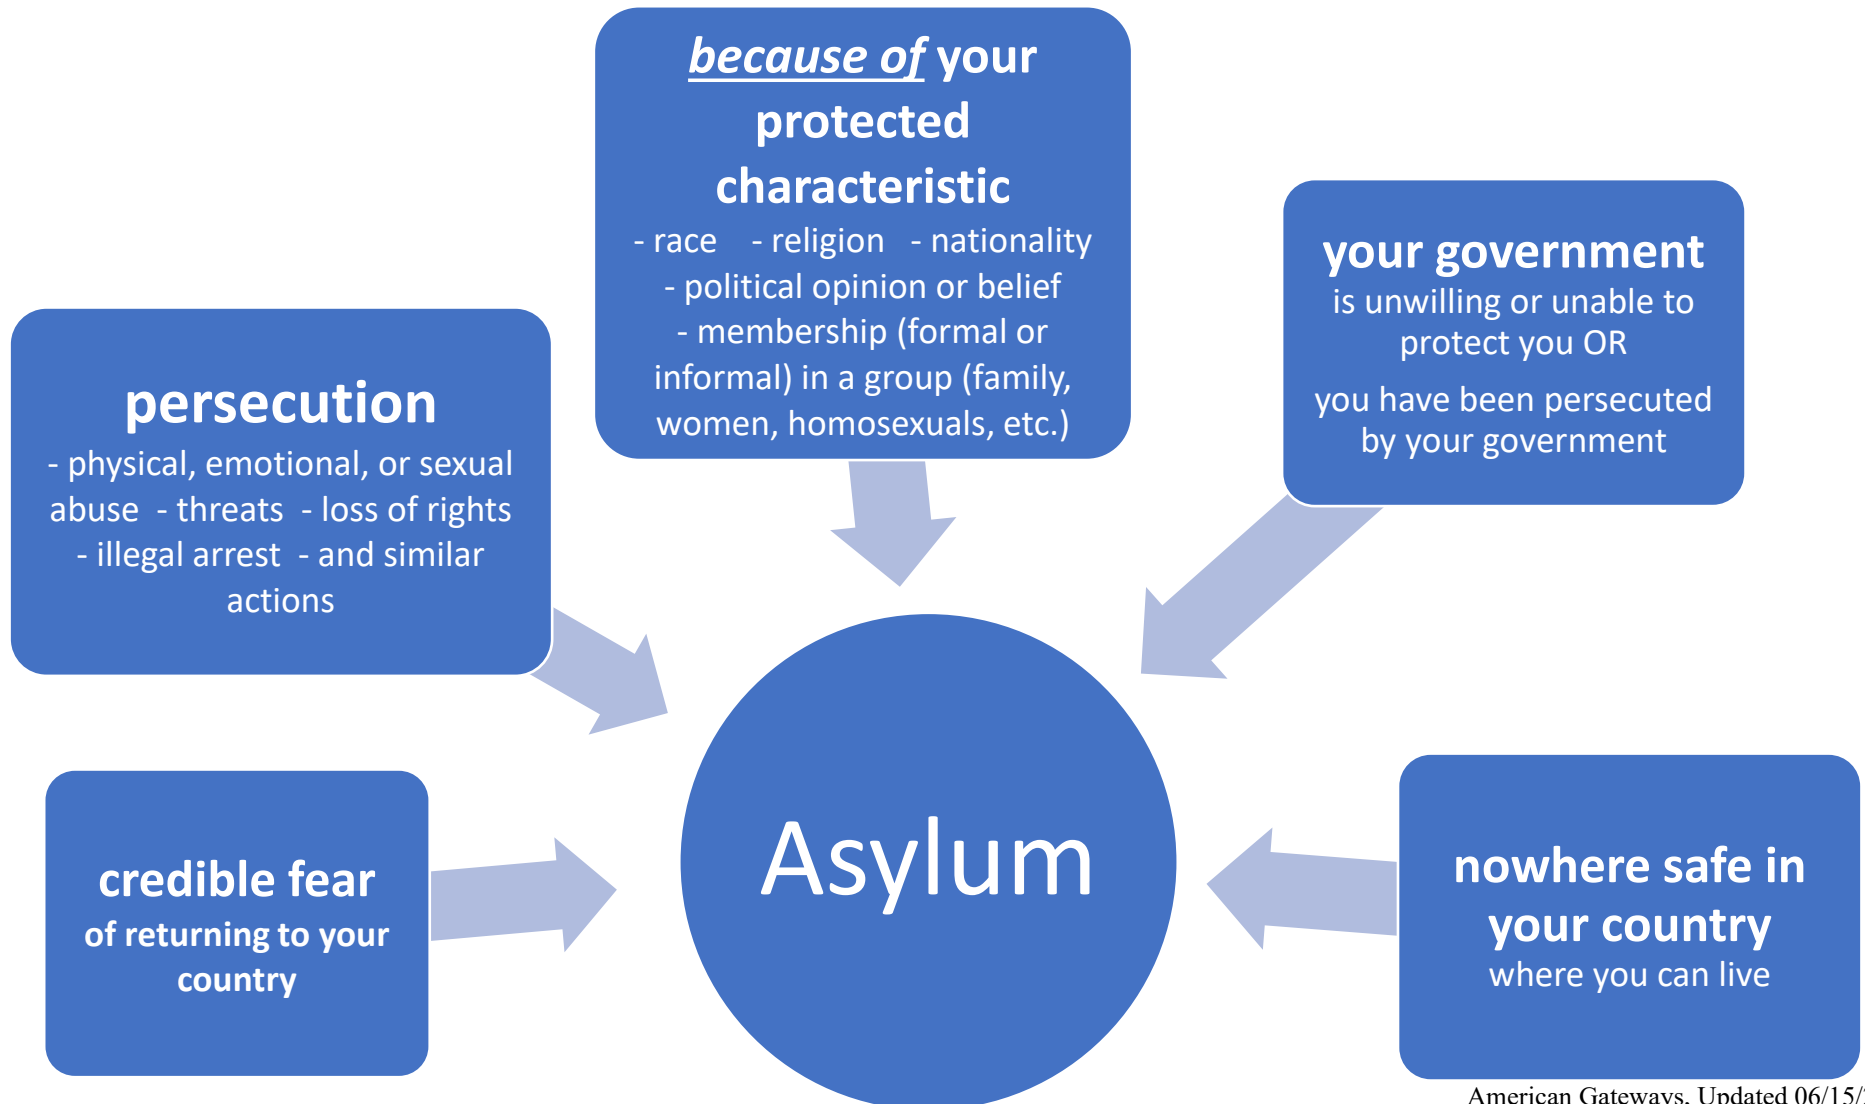 because of your
protected
characteristic
- race - religion - nationality
- political opinion or belief
- membership (formal or
informal) in a group (family,
women, homosexuals, etc.)
your government
is unwilling or unable to
protect you OR
you have been persecuted
by your government
persecution
- physical, emotional, or sexual
abuse - threats - loss of rights
- illegal arrest - and similar
actions
credible fear
of returning to your
country
Asylum
nowhere safe in
your country
where you can live
American Gateways, Updated 06/15/